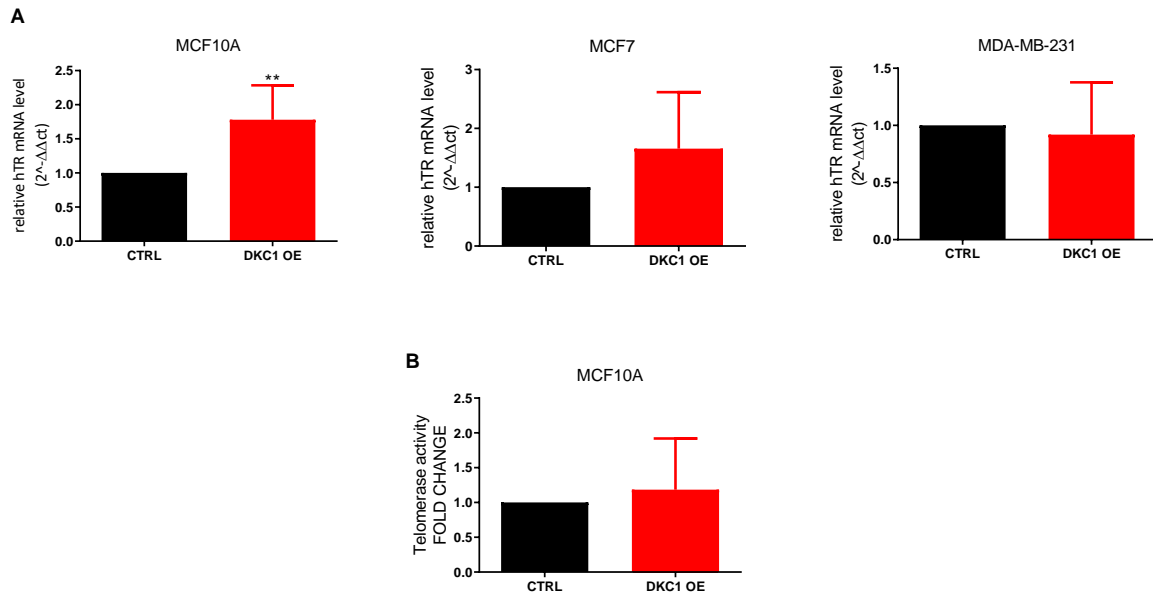 A
MCF10A
relative hTR mRNA level
(2^-ΔΔct)
2.5
2.0
1.5
1.0
0.5
0.0
**
CTRL
DKC1 OE
MCF7
relative hTR mRNA level
(2^-ΔΔct)
3
2
1
0
CTRL
DKC1 OE
MDA-MB-231
relative hTR mRNA level
(2^-ΔΔct)
1.5
1.0
0.5
0.0
CTRL
DKC1 OE
B
MCF10A
Telomerase activity
FOLD CHANGE
2.5
2.0
1.5
1.0
0.5
0.0
CTRL
DKC1 OE